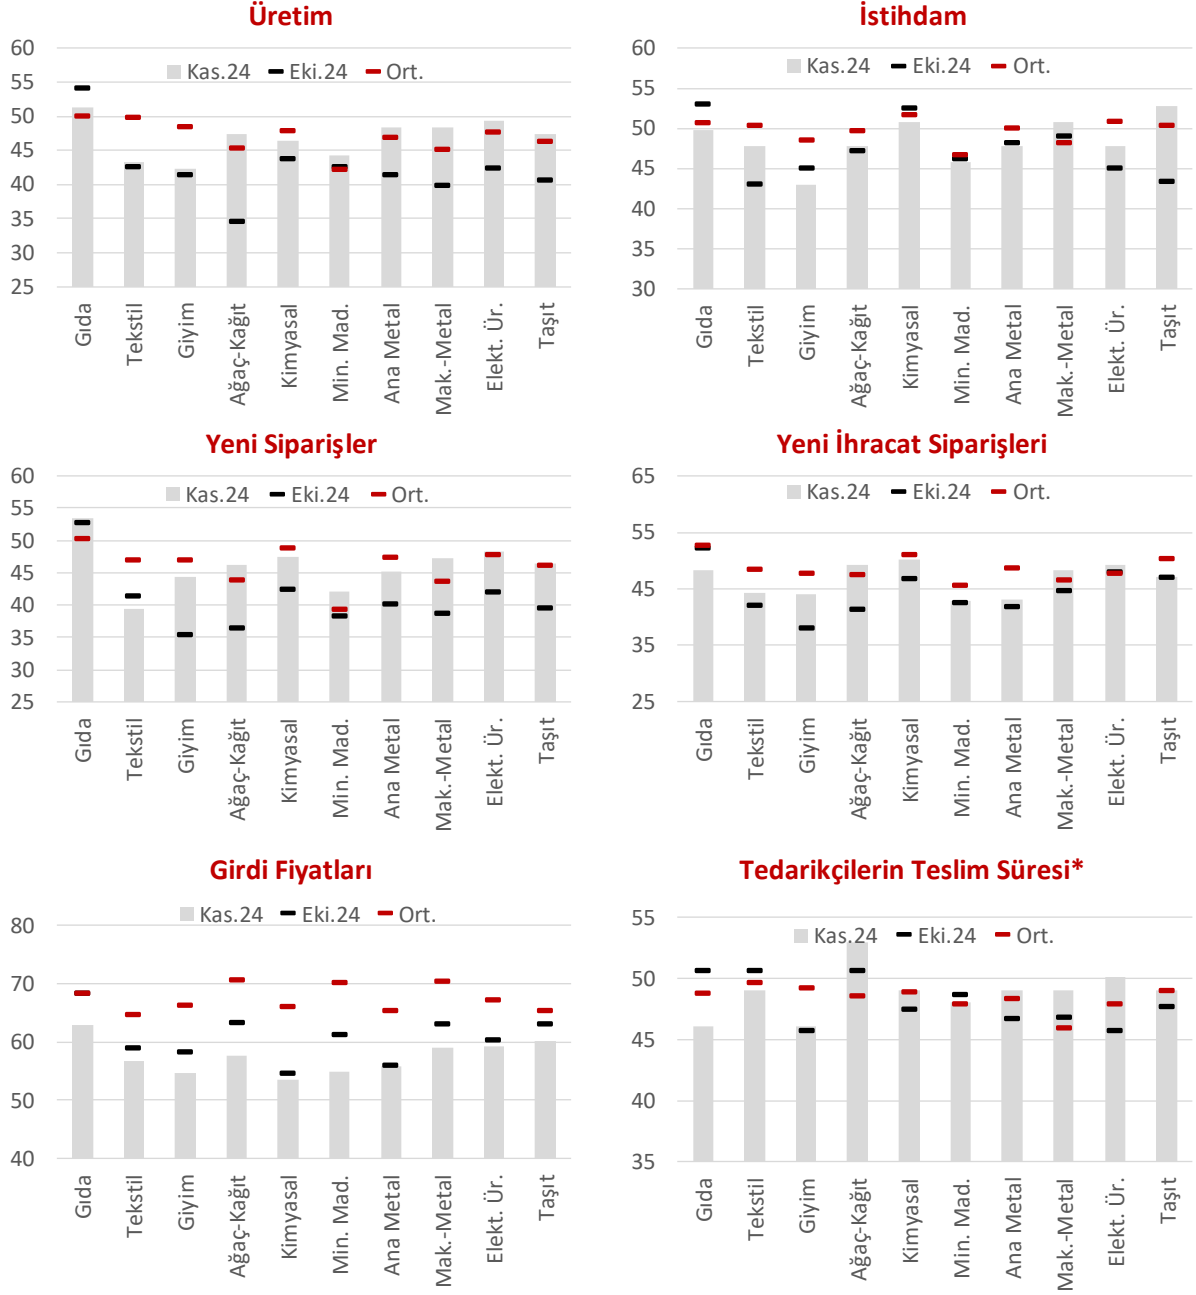 Üretim
60
55
50
45
40
35
30
25
Kas.24 Eki.24 Ort.
Gıda
Tekstil
Giyim
Ağaç-Kağıt
Kimyasal
Min. Mad.
Ana Metal
Mak.-Metal
Elekt. Ür.
Taşıt
İstihdam
60
55
50
45
40
35
30
Kas.24 Eki.24 Ort.
Gıda
Tekstil
Giyim
Ağaç-Kağıt
Kimyasal
Min. Mad.
Ana Metal
Mak.-Metal
Elekt. Ür.
Taşıt
Yeni Siparişler
60
55
50
45
40
35
30
25
Kas.24 Eki.24 Ort.
Gıda
Tekstil
Giyim
Ağaç-Kağıt
Kimyasal
Min. Mad.
Ana Metal
Mak.-Metal
Elekt. Ür.
Taşıt
Yeni İhracat Siparişleri
65
55
45
35
25
Kas.24 Eki.24 Ort.
Gıda
Tekstil
Giyim
Ağaç-Kağıt
Kimyasal
Min. Mad.
Ana Metal
Mak.-Metal
Elekt. Ür.
Taşıt
Girdi Fiyatları
80
70
60
50
40
Kas.24 Eki.24 Ort.
Gıda
Tekstil
Giyim
Ağaç-Kağıt
Kimyasal
Min. Mad.
Ana Metal
Mak.-Metal
Elekt. Ür.
Taşıt
Tedarikçilerin Teslim Süresi*
55
50
45
40
35
Kas.24 Eki.24 Ort.
Gıda
Tekstil
Giyim
Ağaç-Kağıt
Kimyasal
Min. Mad.
Ana Metal
Mak.-Metal
Elekt. Ür.
Taşıt